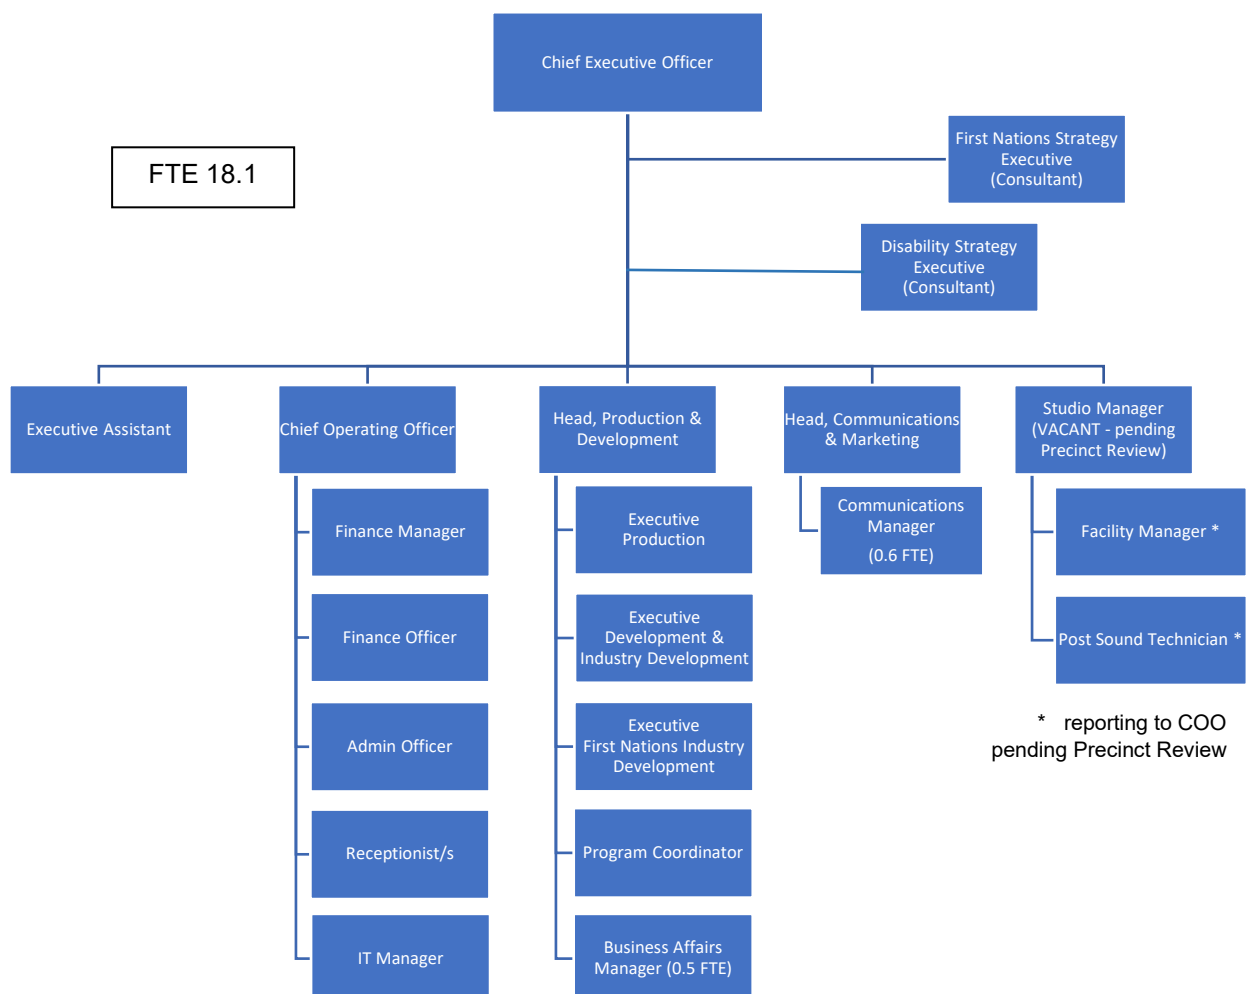 Chief Executive Officer
First Nations Strategy
Executive
(Consultant)
FTE 18.1
Disability Strategy
Executive
(Consultant)
Executive Assistant
Chief Operating Officer
Head, Production &
Development
Head, Communications
& Marketing
Studio Manager
(VACANT - pending
Precinct Review)
Finance Manager
Finance Officer
Admin Officer
Receptionist/s
IT Manager
Executive
Production
Executive
Development &
Industry Development
Executive
First Nations Industry
Development
Program Coordinator
Business Affairs
Manager (0.5 FTE)
Communications
Manager
(0.6 FTE)
Facility Manager *
Post Sound Technician *
* reporting to COO
pending Precinct Review